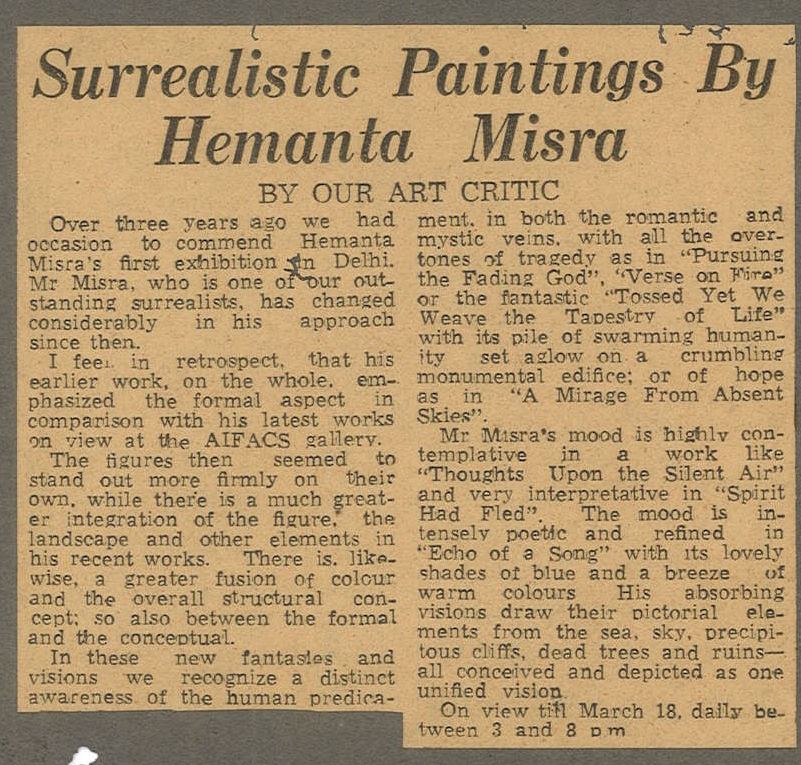 Surrealistic Paintings By
Hemanta Misra
BY OUR ART CRITIC
Over three years ago we had
occasion to commend Hemanta
Misra's first exhibition in Delhi.
Mr Misra, who is one of our out-
standing surrealists, has changed
considerably in his approach
since then.
I feel in retrospect, that his
earlier work, on the whole, em-
phasized the formal aspect in
comparison with his latest works
on view at the AIFACS gallery.
The figures then seemed to
stand out more firmly on their
own, while there is a much great-
er integration of the figure, the
landscape and other elements in
his recent works. There is, like-
wise, a greater fusion of colour
and the overall structural con-
cept; so also between the formal
and the conceptual.
In these new fantasies and
visions we recognize a distinct
awareness of the human predica-
ment, in both the romantic and
mystic veins, with all the over-
tones of tragedy as in "Pursuing
the Fading God", "Verse on Fire"
or the fantastic "Tossed Yet We
Weave the Tapestry of Life"
with its pile of swarming human-
ity set aglow on a crumbling
monumental edifice; or of hope
as in "A Mirage From Absent
Skies".
Mr Misra's mood is highly con-
templative in a work like
"Thoughts Upon the Silent Air"
and very interpretative in "Spirit
Had Fled". The mood is in-
tensely poetic and refined in
"Echo of a Song" with its lovely
shades of blue and a breeze of
warm colours His absorbing
visions draw their pictorial ele-
ments from the sea, sky, precipi-
tous cliffs, dead trees and ruins—
all conceived and depicted as one
unified vision.
On view till March 18, daily be-
tween 3 and 8 p m